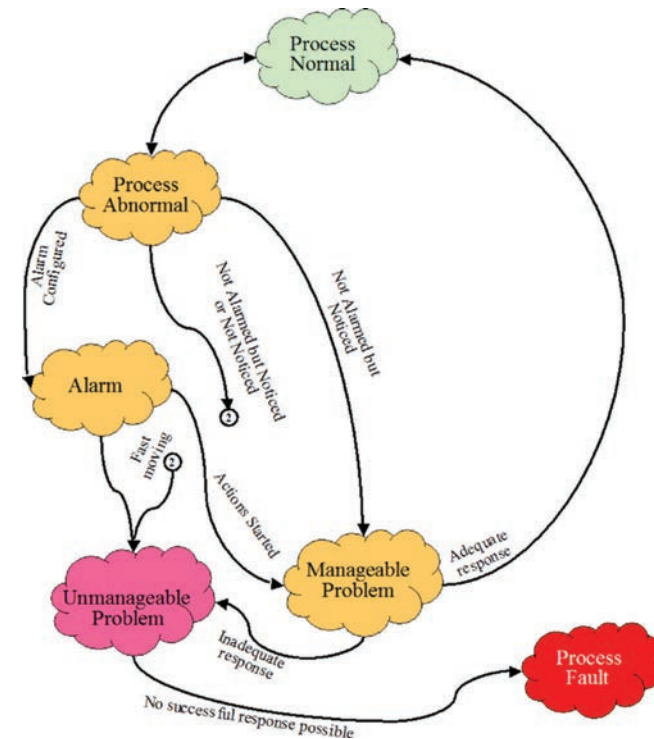 Process
Normal
Process
Abnormal
Alarm
Configured
Not Alarmed but Noticed
or Not Noticed
Not Alarmed but
Noticed
Alarm
2
Fast
moving
2
Actions Started
Manageable
Problem
Adequate
response
Unmanageable
Problem
Inadequate
response
Process
Fault
No successful response possible